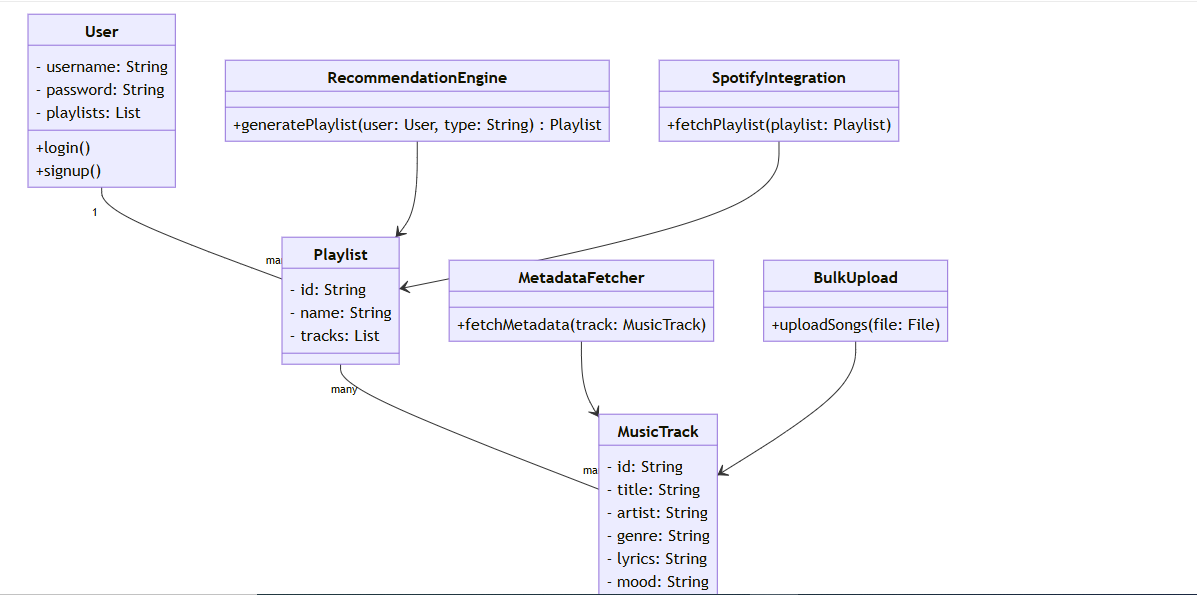 User
- username: String
- password: String
- playlists: List
+login()
+signup()
RecommendationEngine
+generatePlaylist(user: User, type: String) : Playlist
SpotifyIntegration
+fetchPlaylist(playlist: Playlist)
1
ma
Playlist
- id: String
- name: String
- tracks: List
many
MetadataFetcher
+fetchMetadata(track: MusicTrack)
BulkUpload
+uploadSongs(file: File)
ma
MusicTrack
- id: String
- title: String
- artist: String
- genre: String
- lyrics: String
- mood: String